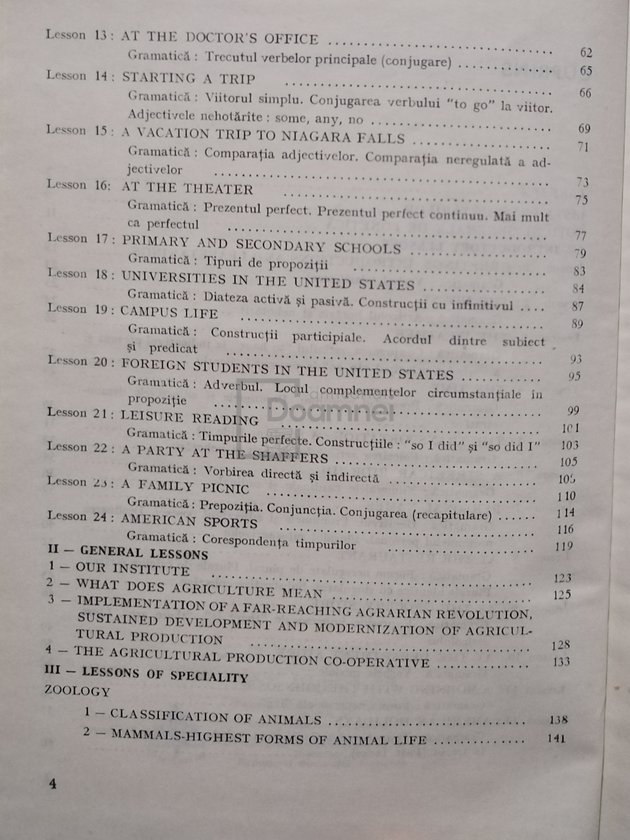 Lesson 13 : AT THE DOCTOR'S OFFICE ................................. 62
Gramatică : Trecutul verbelor principale (conjugare) .............. 65
Lesson 14 : STARTING A TRIP ..................................... 66
Gramatică : Viitorul simplu. Conjugarea verbului "to go" la viitor.
Adjectivele nehotărîte : some, any, no .......................... 69
Lesson 15 : A VACATION TRIP TO NIAGARA FALLS .................... 71
Gramatică : Comparația adjectivelor. Comparația neregulată a ad-
jectivelor ..................................................... 73
Lesson 16: AT THE THEATER ..................................... 75
Gramatică : Prezentul perfect. Prezentul perfect continuu. Mai mult
ca perfectul ................................................... 77
Lesson 17 : PRIMARY AND SECONDARY SCHOOLS .................... 79
Gramatică : Tipuri de propoziții ............................... 83
Lesson 18 : UNIVERSITIES IN THE UNITED STATES ................. 84
Gramatică : Diateza activă și pasivă. Construcții cu infinitivul .... 87
Lesson 19 : CAMPUS LIFE ........................................ 89
Gramatică : Construcții participiale. Acordul dintre subiect
și predicat .................................................... 93
Lesson 20 : FOREIGN STUDENTS IN THE UNITED STATES ............ 95
Gramatică : Adverbul. Locul complementelor circumstanțiale în
propoziție ..................................................... 99
Lesson 21 : LEISURE READING .................................... 101
Gramatică : Timpurile perfecte. Construcțiile : "so I did" și "so did I" 103
Lesson 22 : A PARTY AT THE SHAFFERS ........................... 105
Gramatică : Vorbirea directă și indirectă ...................... 106
Lesson 23 : A FAMILY PICNIC .................................... 110
Gramatică : Prepoziția. Conjuncția. Conjugarea (recapitulare) ...... 114
Lesson 24 : AMERICAN SPORTS .................................... 116
Gramatică : Corespondența timpurilor ........................... 119
II — GENERAL LESSONS
1 — OUR INSTITUTE .............................................. 123
2 — WHAT DOES AGRICULTURE MEAN ................................ 125
3 — IMPLEMENTATION OF A FAR-REACHING AGRARIAN REVOLUTION,
SUSTAINED DEVELOPMENT AND MODERNIZATION OF AGRICUL-
TURAL PRODUCTION ............................................... 128
4 — THE AGRICULTURAL PRODUCTION CO-OPERATIVE .............. 133
III — LESSONS OF SPECIALITY
ZOOLOGY
1 — CLASSIFICATION OF ANIMALS ................................. 138
2 — MAMMALS-HIGHEST FORMS OF ANIMAL LIFE .............. 141
4